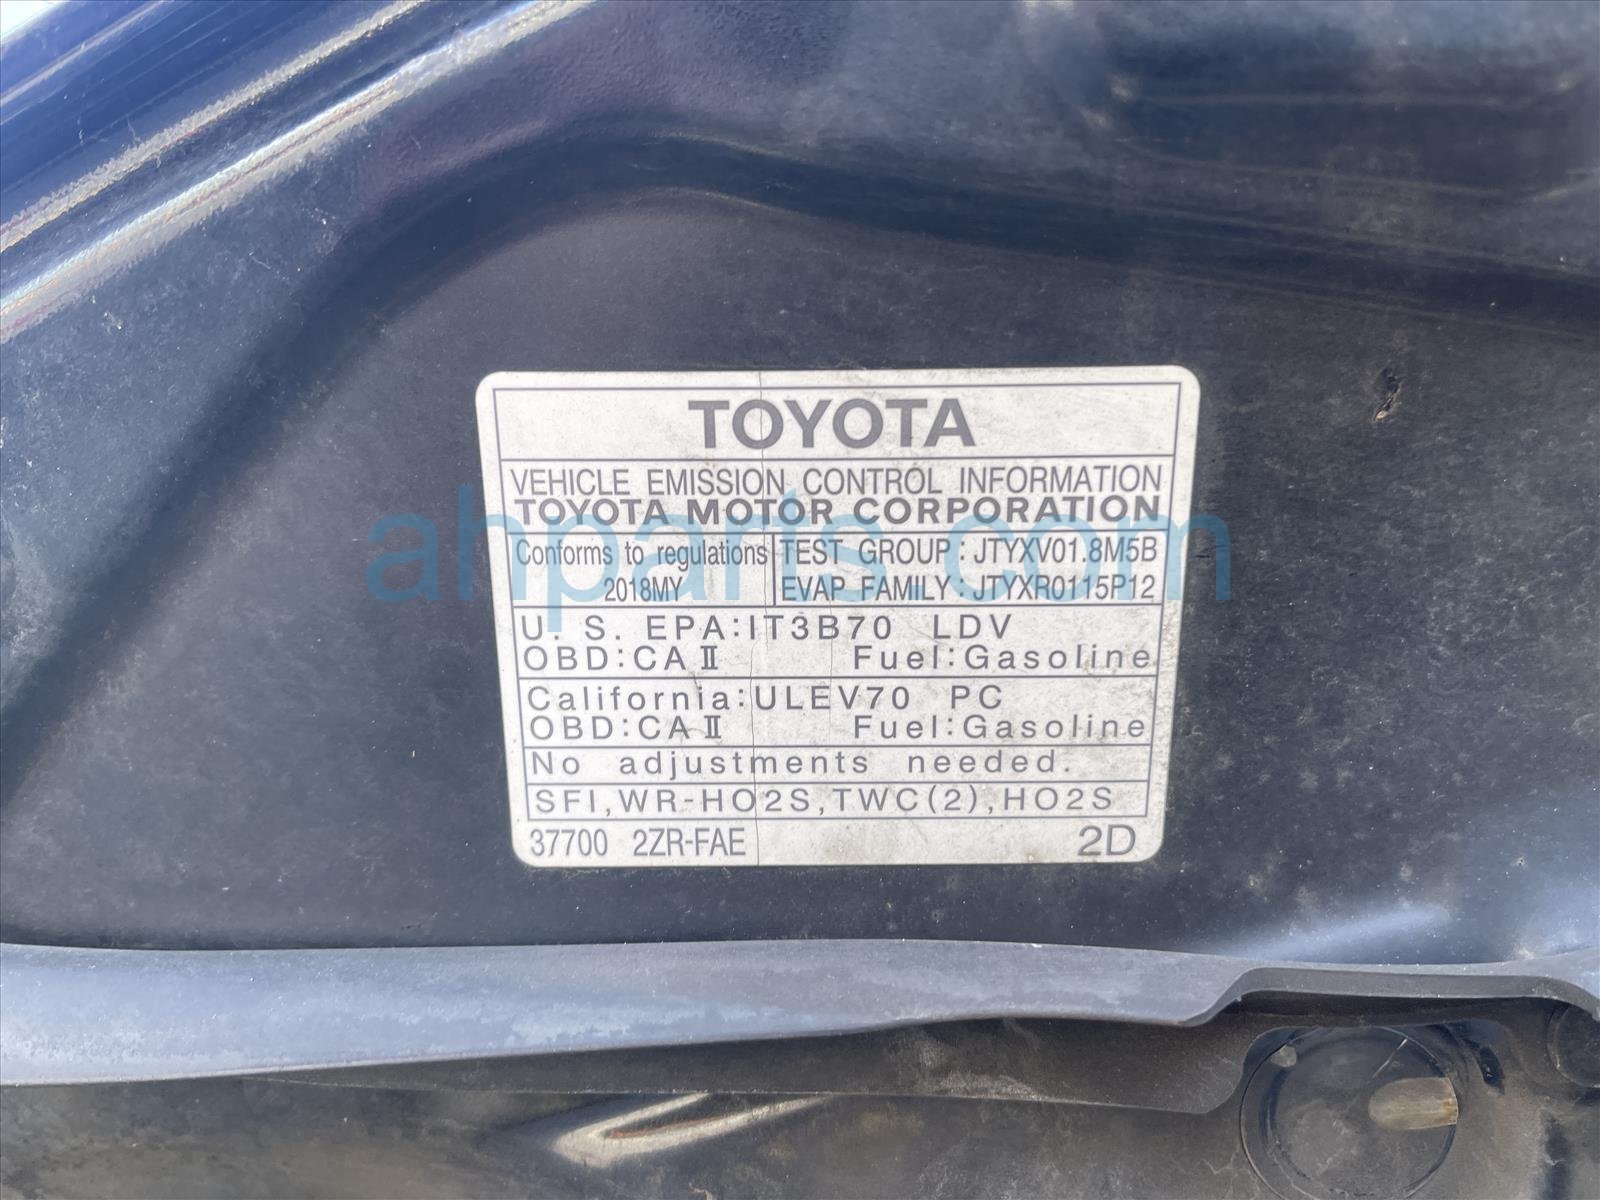 TOYOTA
VEHICLE EMISSION CONTROL INFORMATION
TOYOTA MOTOR CORPORATION
Conforms to regulations
2018MY
TEST GROUP : JTYXV01.8M5B
EVAP FAMILY : JTYXR0115P12
U. S. EPA:IT3B70 LDV
OBD:CAⅡ Fuel:Gasoline
California:ULEV70 PC
OBD:CAⅡ Fuel:Gasoline
No adjustments needed.
SFI,WR-HO2S,TWC(2),HO2S
37700 2ZR-FAE 2D
ahparts.com